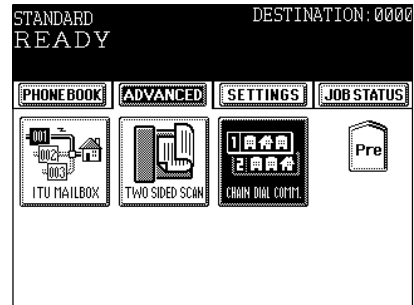 STANDARD DESTINATION:0000
READY
PHONE BOOK ADVANCED SETTINGS JOB STATUS
001
002
003
ITU MAILBOX
TWO SIDED SCAN
1
2
CHAIN DIAL COMM.
Pre